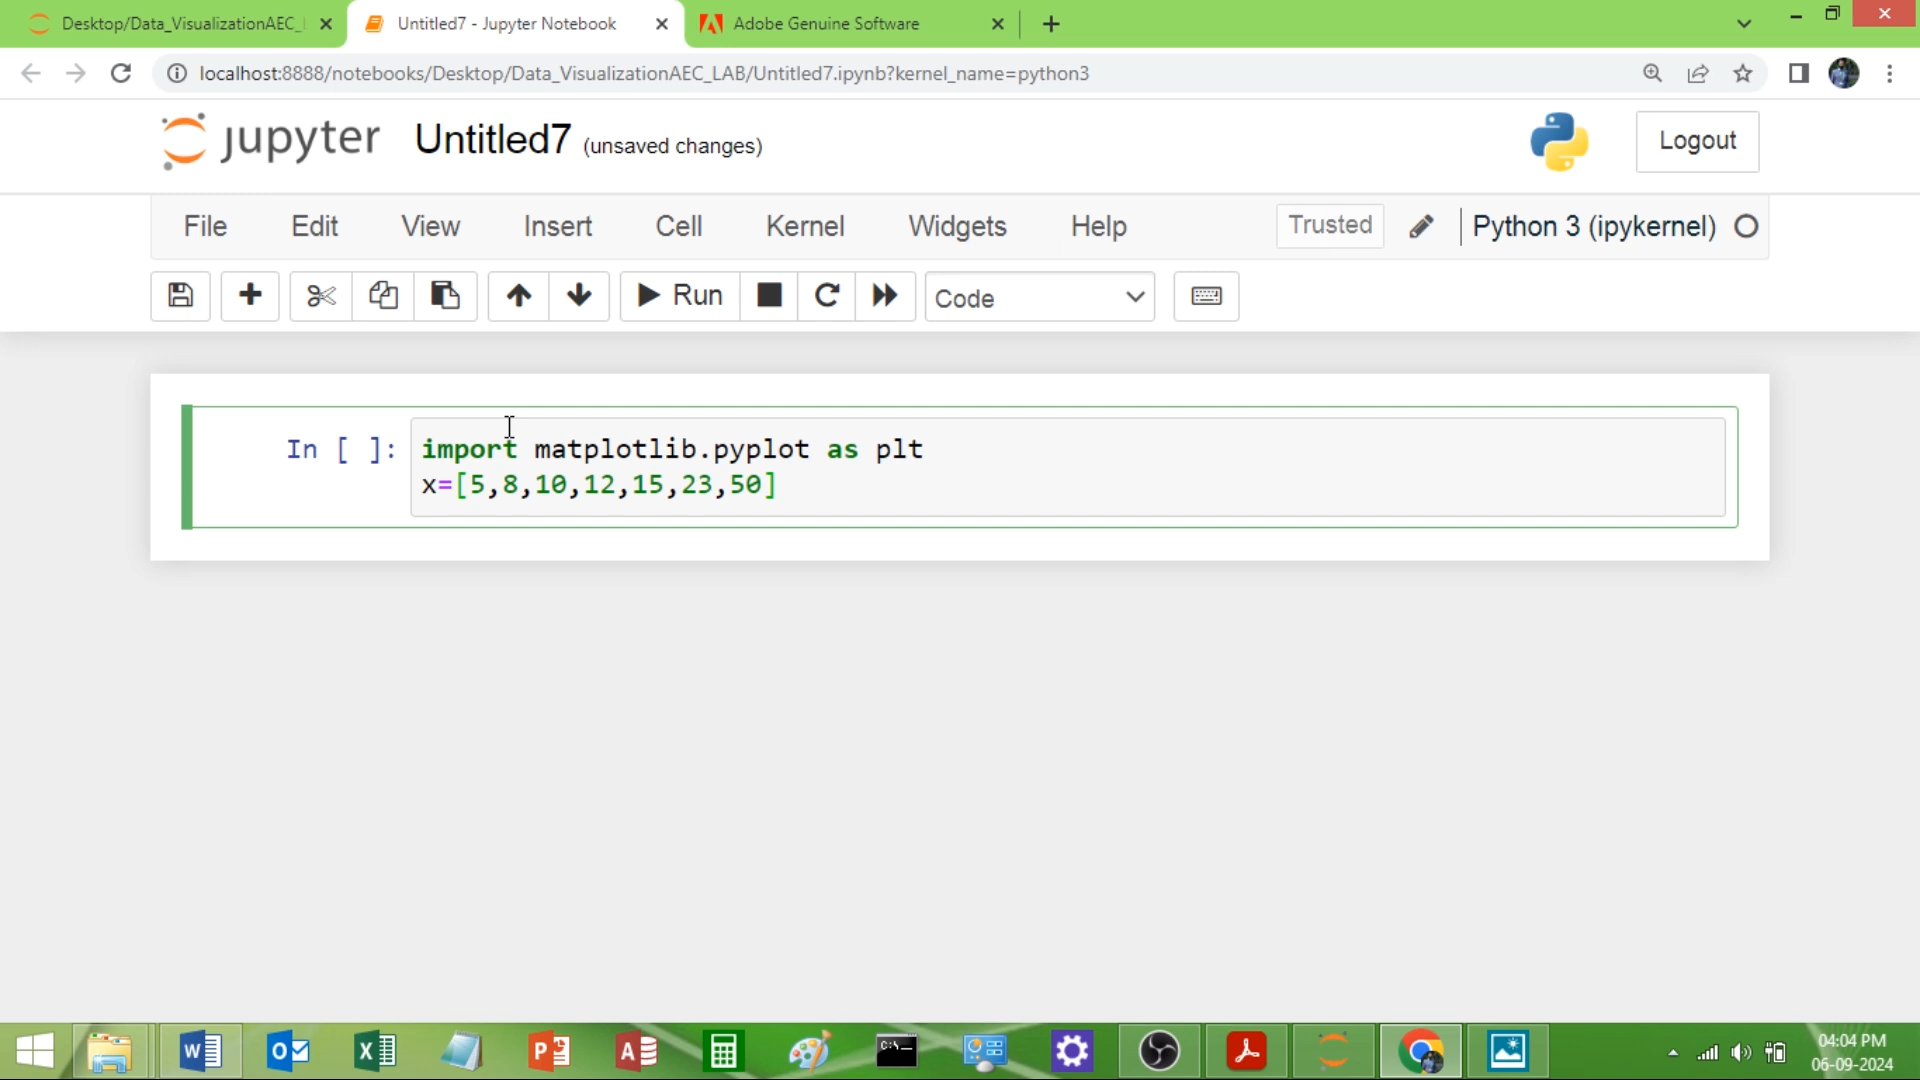 Desktop/Data_VisualizationAEC_L
Untitled7 - Jupyter Notebook
Adobe Genuine Software
localhost:8888/notebooks/Desktop/Data_VisualizationAEC_LAB/Untitled7.ipynb?kernel_name=python3
jupyter Untitled7 (unsaved changes)
Logout
File Edit View Insert Cell Kernel Widgets Help Trusted Python 3 (ipykernel)
Run Code
In [ ]: import matplotlib.pyplot as plt
x=[5,8,10,12,15,23,50]
04:04 PM
06-09-2024